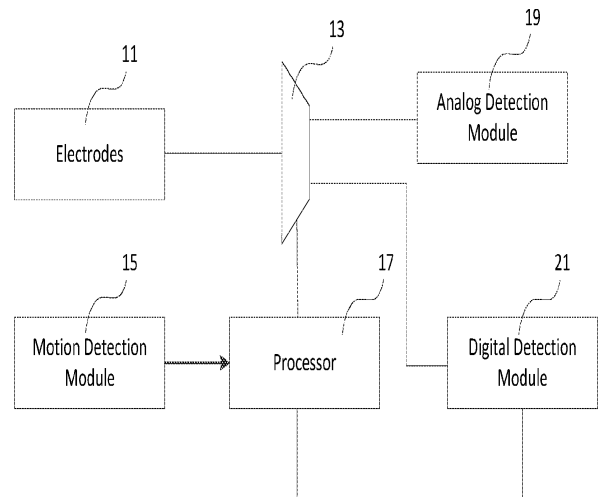 13
19
11
Analog Detection
Module
Electrodes
15
17
21
Motion Detection
Module
Processor
Digital Detection
Module